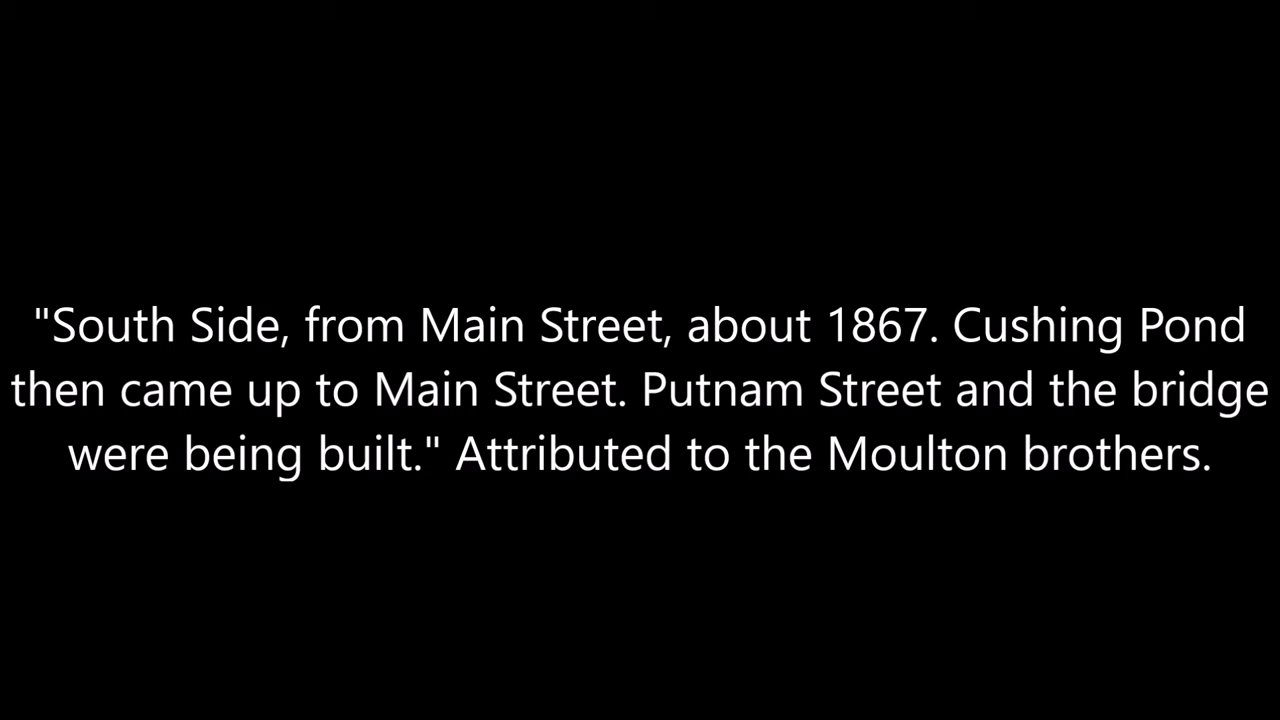 "South Side, from Main Street, about 1867. Cushing Pond
then came up to Main Street. Putnam Street and the bridge
were being built." Attributed to the Moulton brothers.